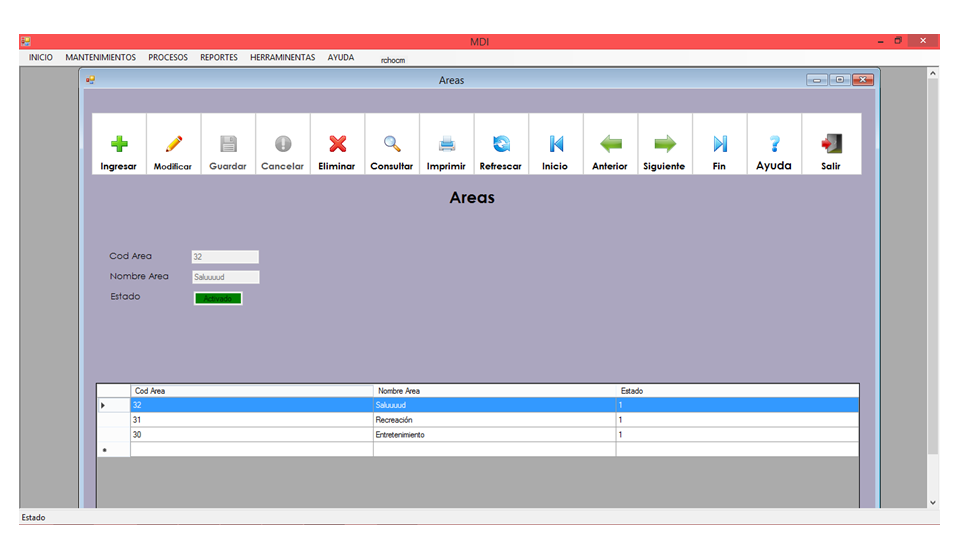 MDI
INICIO MANTENIMIENTOS PROCESOS REPORTES HERRAMINENTAS AYUDA rchoom
Areas
Ingresar Modificar Guardar Cancelar Eliminar Consultar Imprimir Refrescar Inicio Anterior Siguiente Fin Ayuda Salir
Areas
Cod Area 32
Nombre Area Saluuuud
Estado Activado
Cod Area Nombre Area Estado
32 Saluuuud 1
31 Recreación 1
30 Entretenimiento 1
Estado